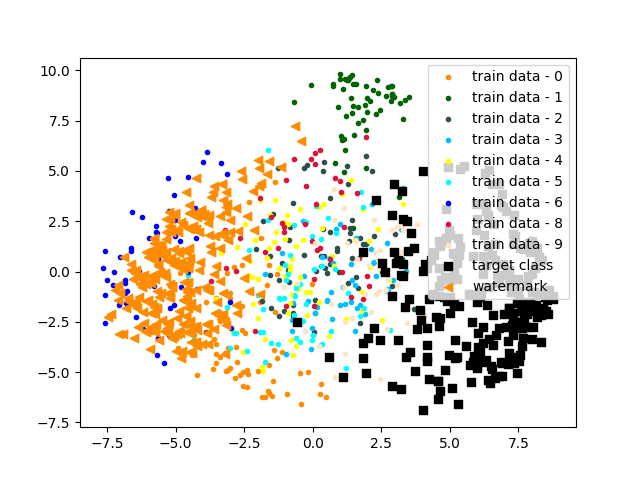 10.0
7.5
5.0
2.5
0.0
−2.5
−5.0
−7.5
−7.5 −5.0 −2.5 0.0 2.5 5.0 7.5
train data - 0
train data - 1
train data - 2
train data - 3
train data - 4
train data - 5
train data - 6
train data - 8
train data - 9
target class
watermark